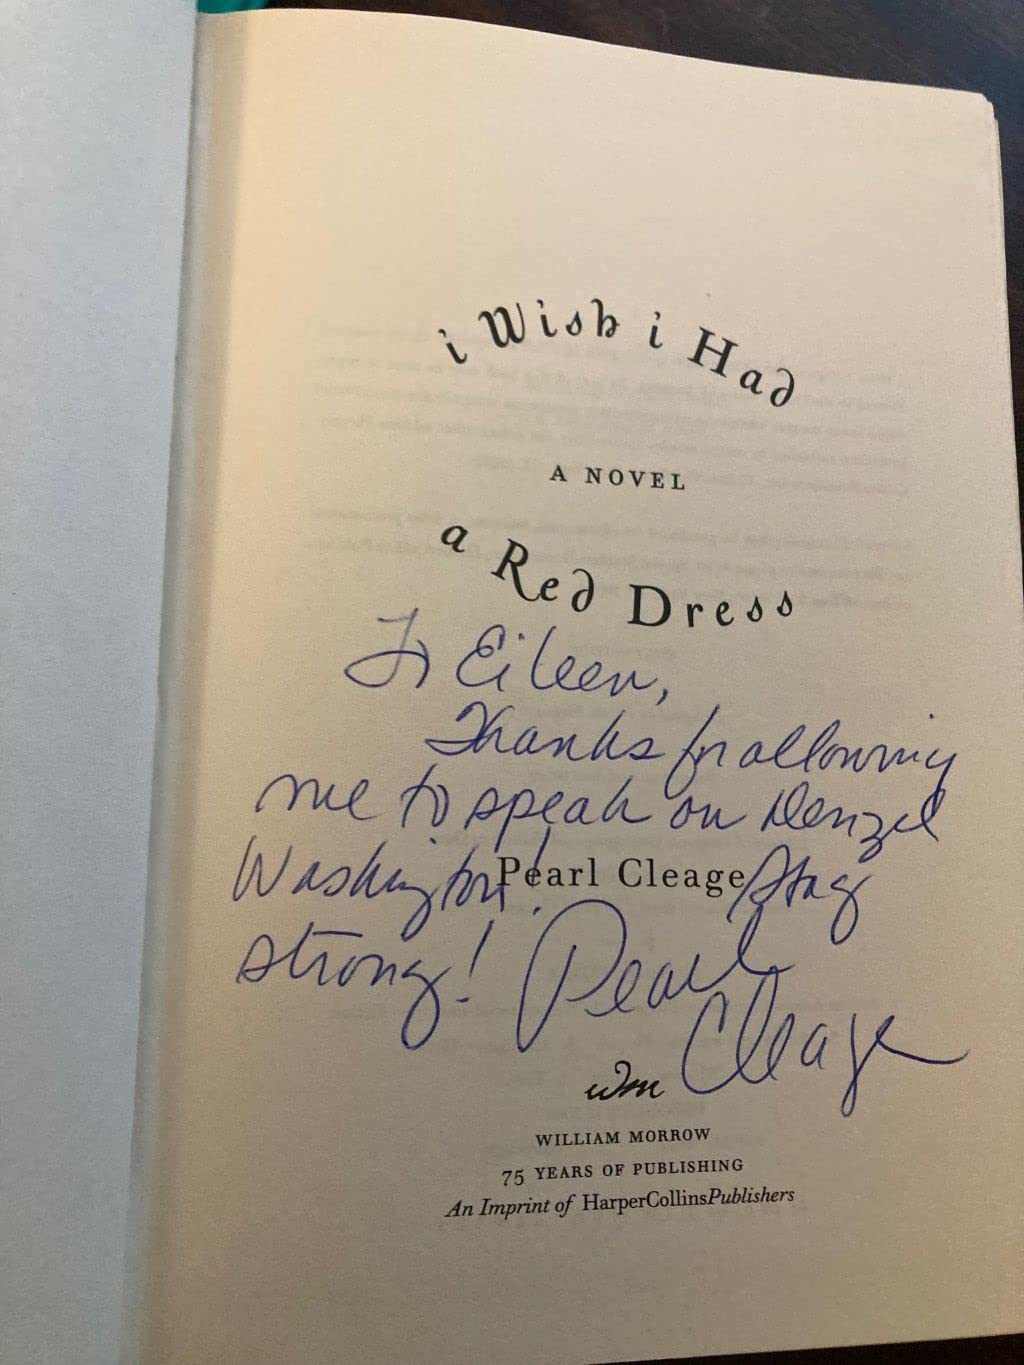 i Wish i Had
A NOVEL
a Red Dress
To Eileen,
Thanks for allowing
me to speak on Denzel
Washington! Stay
Pearl Cleage
strong! Pearl
Cleage
wm
WILLIAM MORROW
75 YEARS OF PUBLISHING
An Imprint of HarperCollinsPublishers